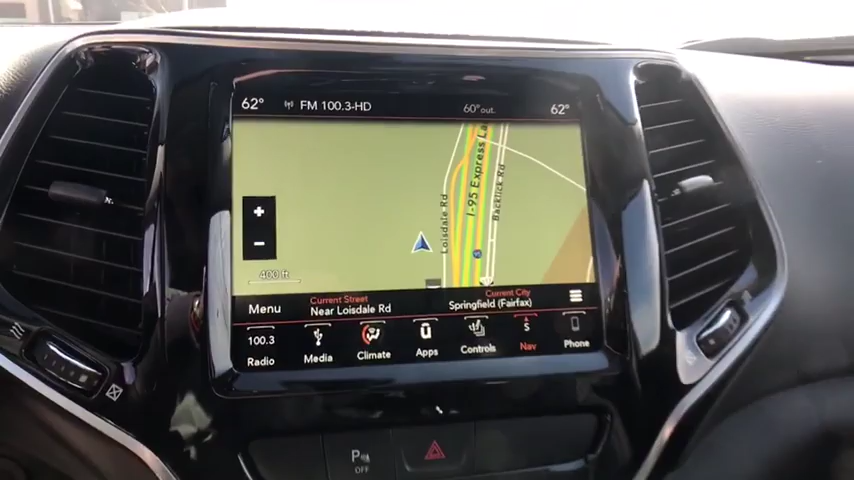 62° FM 100.3-HD 60° out. 62°
I-95 Express La
Loisdale Rd
Backlick Rd
+
-
400 ft
Menu
Current Street
Near Loisdale Rd
Current City
Springfield (Fairfax)
100.3
Radio Media Climate Apps Controls Nav Phone
S
P OFF